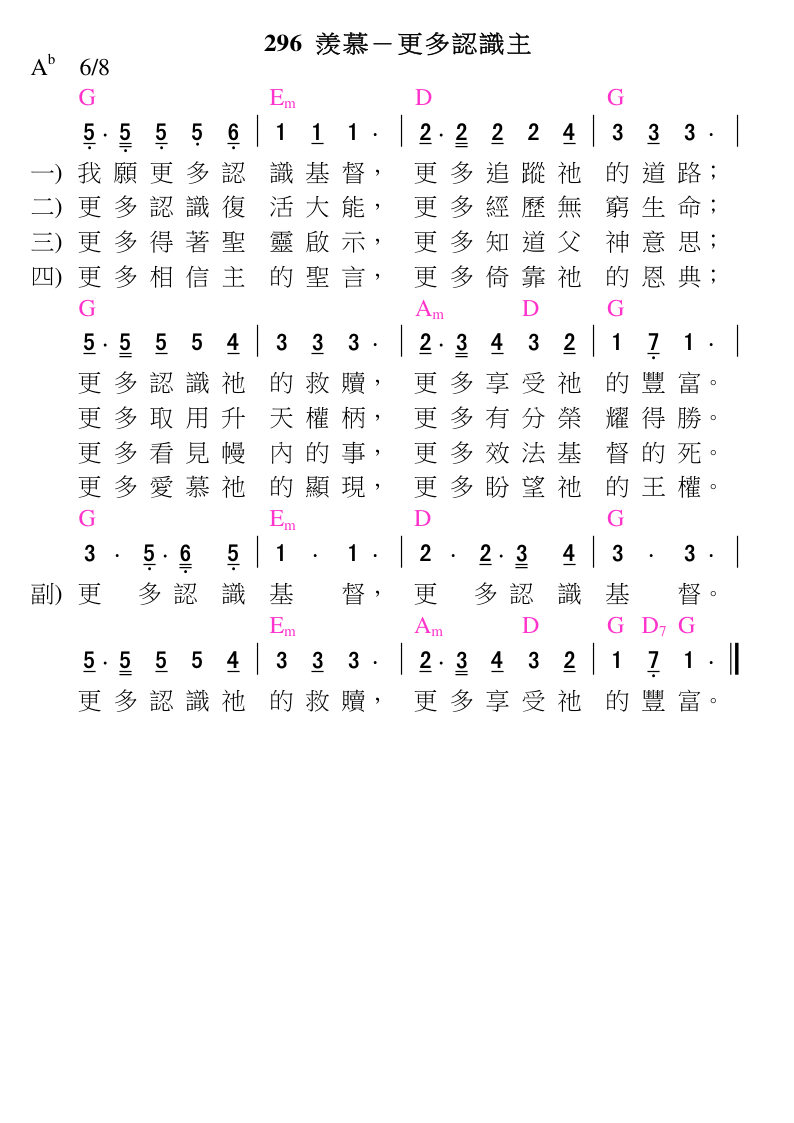 296 羨慕－更多認識主
Ab 6/8
G Em D G
5· 5 5 5 6 | 1 1 1 · | 2· 2 2 2 4 | 3 3 3 · |
一) 我願更多認 識基督， 更多追蹤祂 的道路；
二) 更多認識復 活大能， 更多經歷無 窮生命；
三) 更多得著聖 靈啟示， 更多知道父 神意思；
四) 更多相信主 的聖言， 更多倚靠祂 的恩典；
G Am D G
5· 5 5 5 4 | 3 3 3 · | 2· 3 4 3 2 | 1 7 1 · |
更多認識祂 的救贖， 更多享受祂 的豐富。
更多取用升 天權柄， 更多有分榮 耀得勝。
更多看見幔 內的事， 更多效法基 督的死。
更多愛慕祂 的顯現， 更多盼望祂 的王權。
G Em D G
3 · 5· 6 5 | 1 · 1 · | 2 · 2· 3 4 | 3 · 3 · |
副) 更 多認 識 基 督， 更 多認 識 基 督。
Em Am D G D7 G
5· 5 5 5 4 | 3 3 3 · | 2· 3 4 3 2 | 1 7 1 · ‖
更多認識祂 的救贖， 更多享受祂 的豐富。